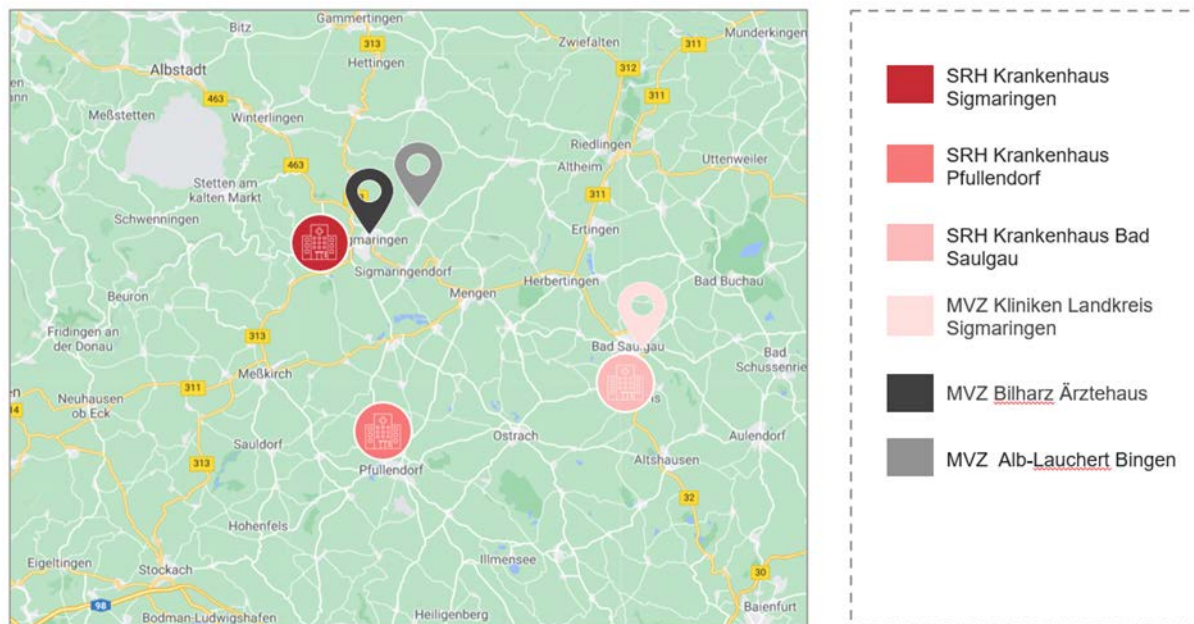 Gammertingen
Bitz
313
Hettingen
Zwiefalten
311
Munderkingen
Albstadt
312
463
311
Meßstetten
Winterlingen
Riedlingen
Altheim
Uttenweiler
463
Stetten am
kalten Markt
311
Schwenningen
Ertingen
gmaringen
Sigmaringendorf
Herbertingen
Bad Buchau
Beuron
Mengen
Fridingen an
der Donau
313
Bad Saulgau
Bad
Schussenrie
Meßkirch
311
Neuhausen
ob Eck
14
Sauldorf
Ostrach
Aulendorf
313
Pfullendorf
Altshausen
32
Hohenfels
Eigeltingen
Stockach
Illmensee
30
98
Bodman-Ludwigshafen
Heiligenberg
Baienfurt
SRH Krankenhaus
Sigmaringen
SRH Krankenhaus
Pfullendorf
SRH Krankenhaus Bad
Saulgau
MVZ Kliniken Landkreis
Sigmaringen
MVZ Bilharz Ärztehaus
MVZ Alb-Lauchert Bingen